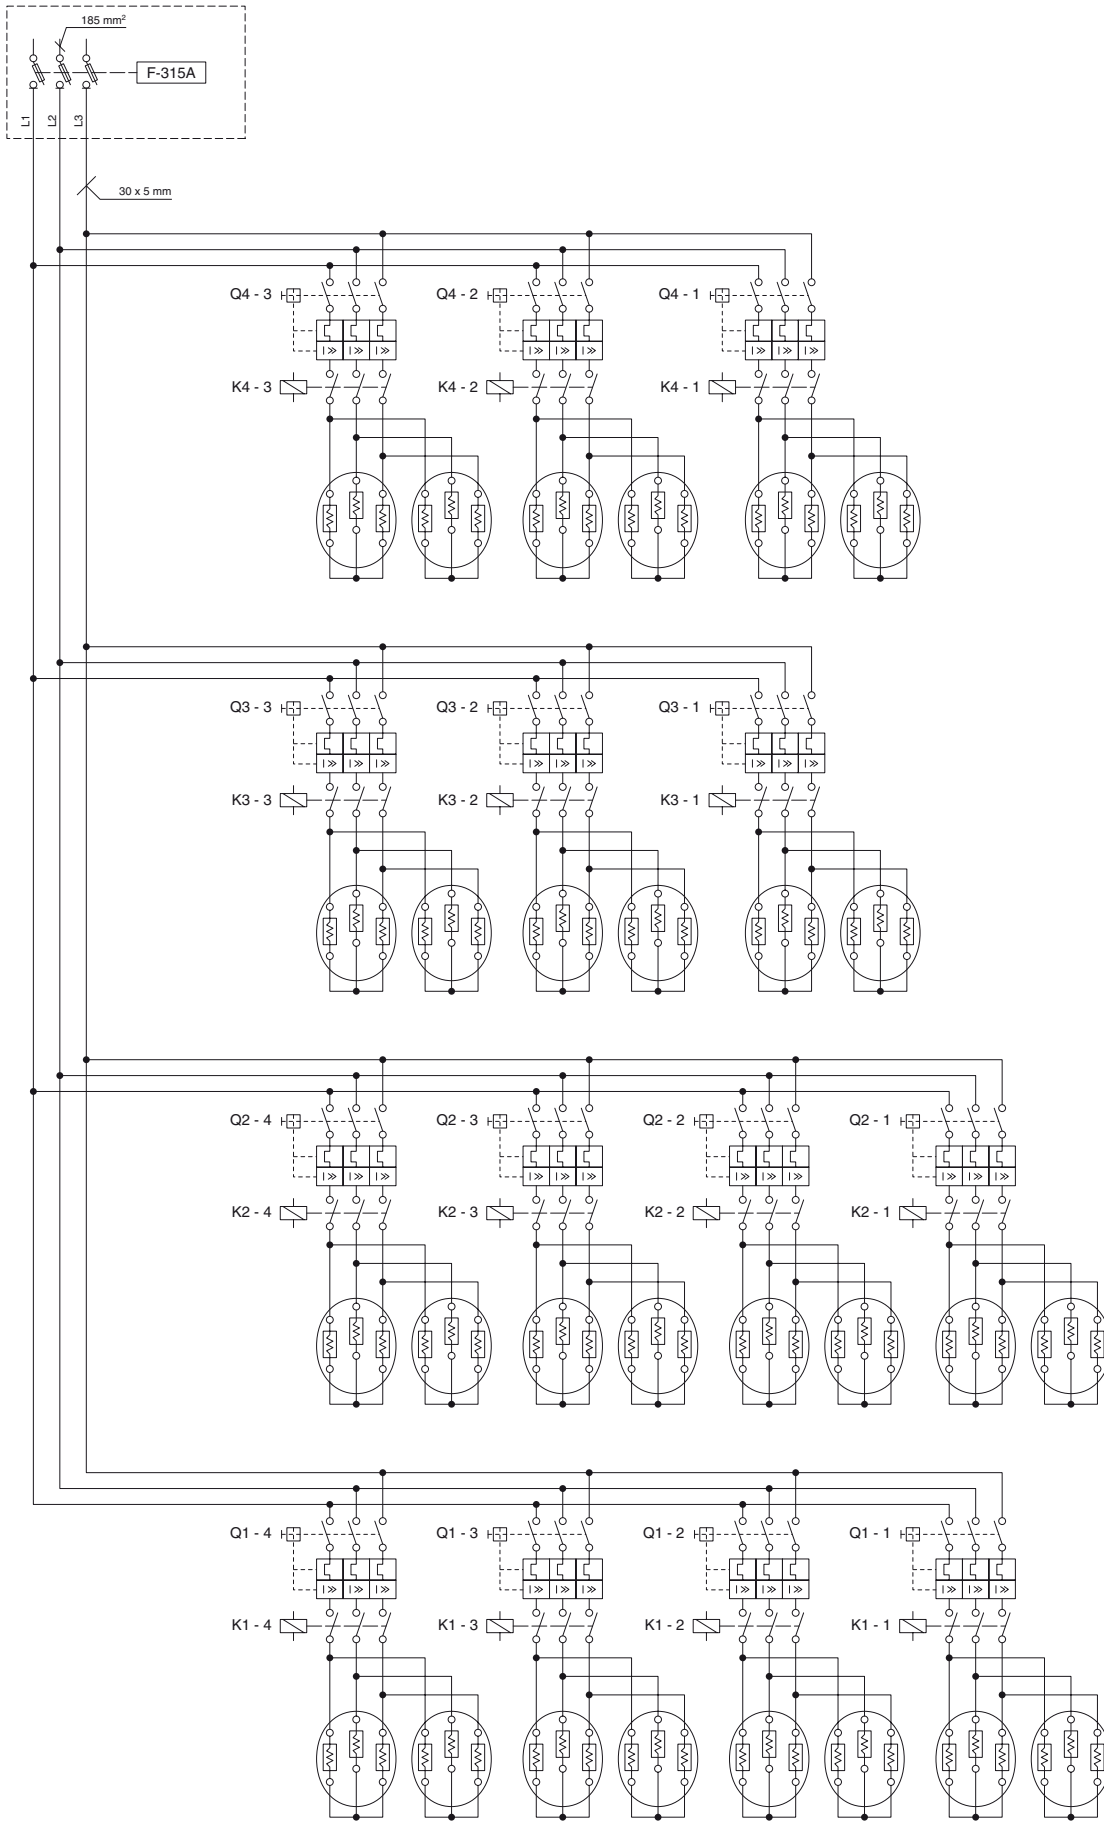 185 mm²
F-315A
L1
L2
L3
30 x 5 mm
Q4 - 3
Q4 - 2
Q4 - 1
I≫ I≫ I≫
I≫ I≫ I≫
I≫ I≫ I≫
K4 - 3
K4 - 2
K4 - 1
Q3 - 3
Q3 - 2
Q3 - 1
I≫ I≫ I≫
I≫ I≫ I≫
I≫ I≫ I≫
K3 - 3
K3 - 2
K3 - 1
Q2 - 4
Q2 - 3
Q2 - 2
Q2 - 1
I≫ I≫ I≫
I≫ I≫ I≫
I≫ I≫ I≫
I≫ I≫ I≫
K2 - 4
K2 - 3
K2 - 2
K2 - 1
Q1 - 4
Q1 - 3
Q1 - 2
Q1 - 1
I≫ I≫ I≫
I≫ I≫ I≫
I≫ I≫ I≫
I≫ I≫ I≫
K1 - 4
K1 - 3
K1 - 2
K1 - 1